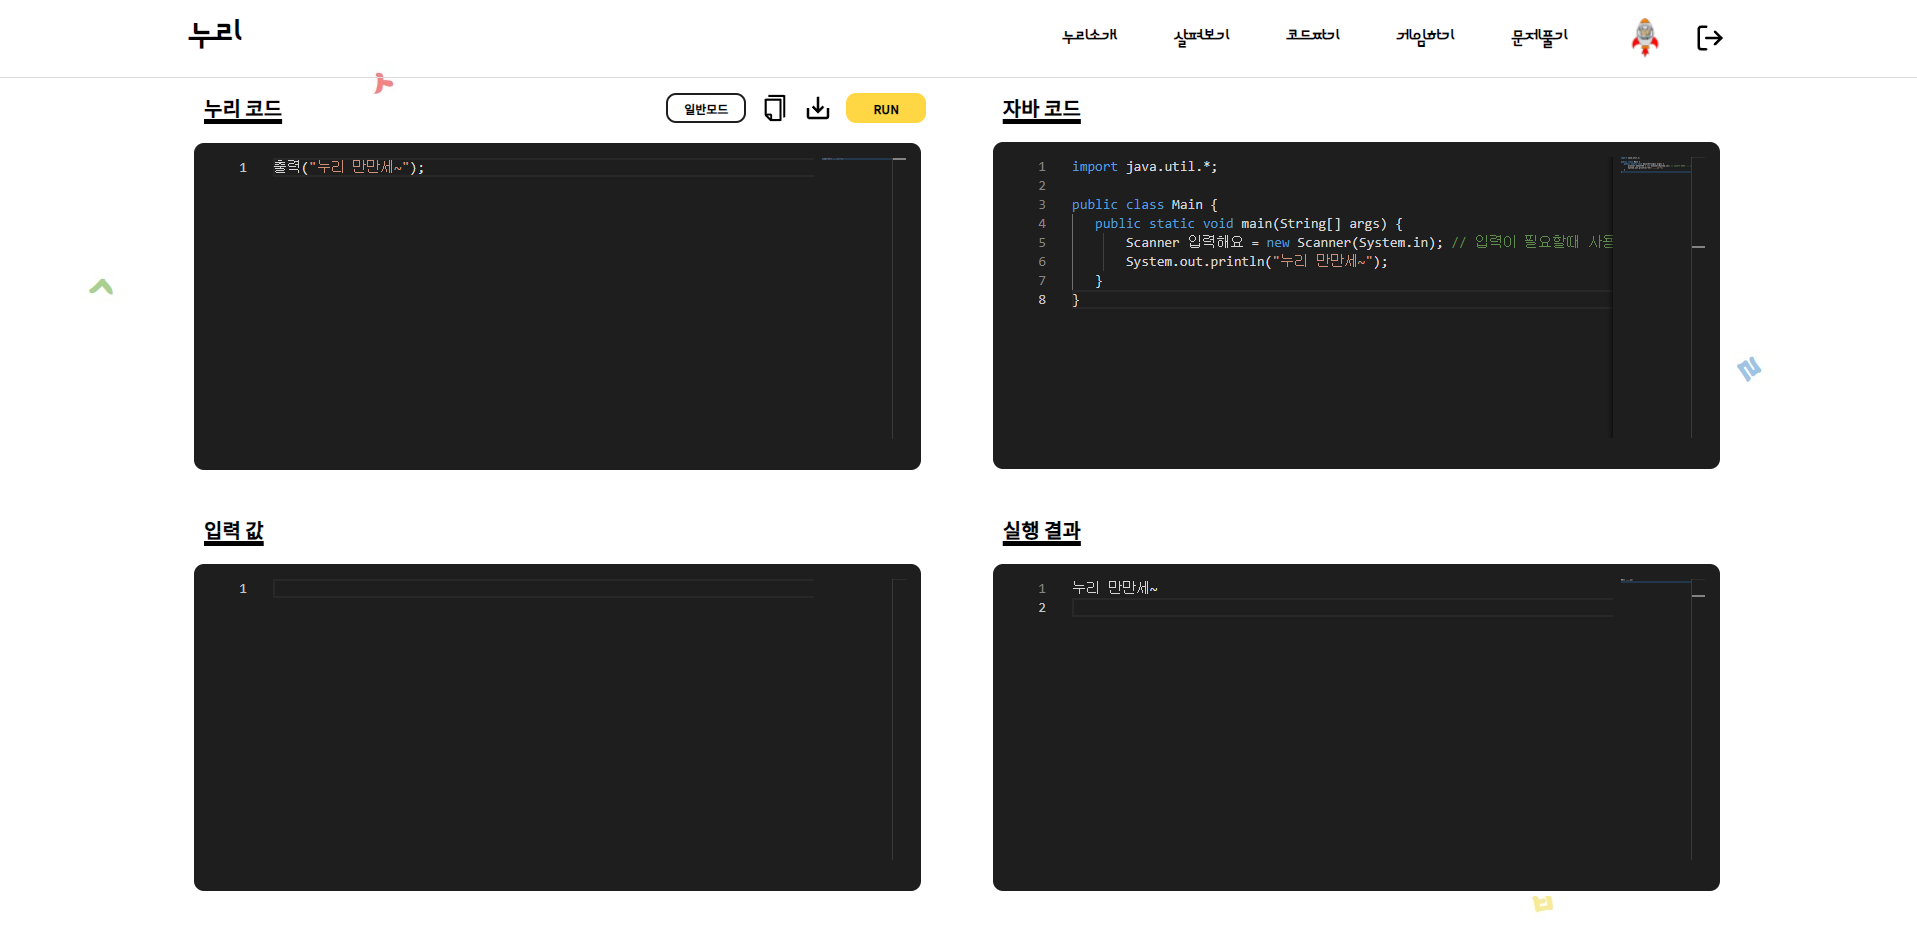 누리
누리소개 살펴보기 코드짜기 게임하기 문제풀기
누리 코드 일반모드 RUN
1 출력("누리 만만세~");
자바 코드
1 import java.util.*;
2
3 public class Main {
4 public static void main(String[] args) {
5 Scanner 입력해요 = new Scanner(System.in); // 입력이 필요할때
6 System.out.println("누리 만만세~");
7 }
8 }
입력 값
1
실행 결과
1 누리 만만세~
2